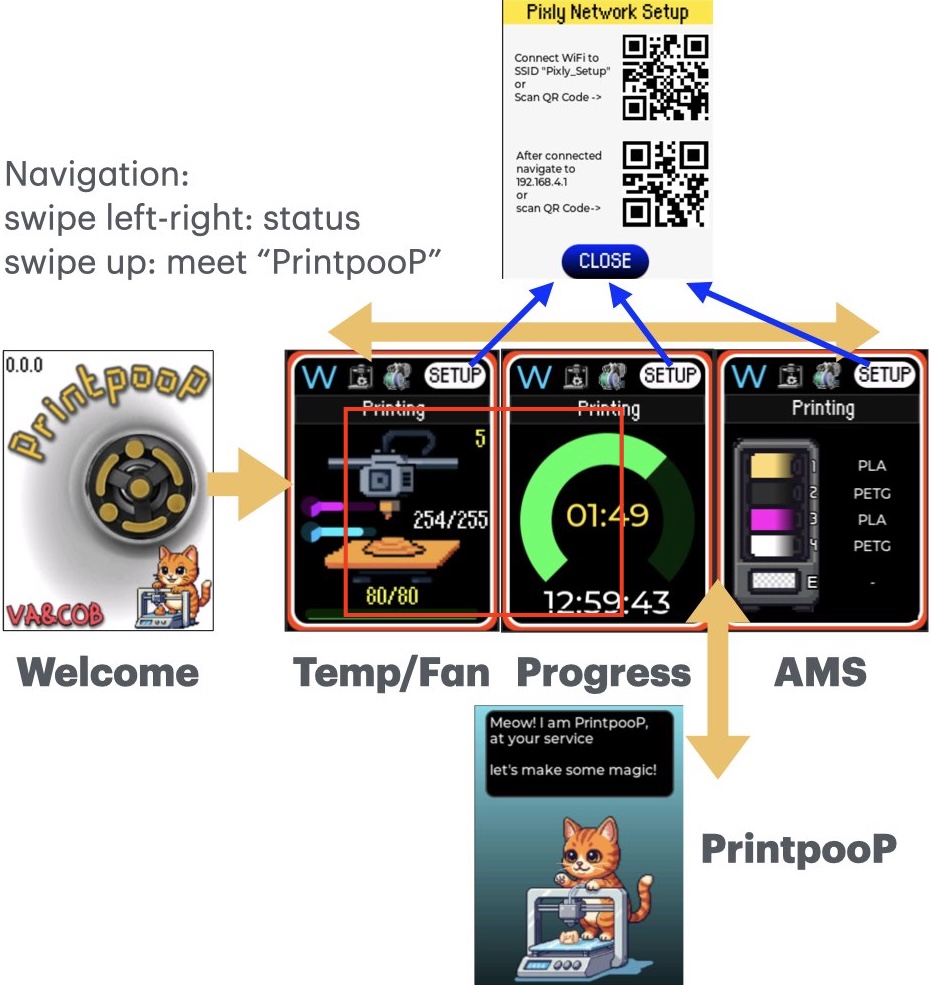 Pixly Network Setup
Connect WiFi to
SSID "Pixly_Setup"
or
Scan QR Code ->
After connected
navigate to
192.168.4.1
or
scan QR Code->
CLOSE
Navigation:
swipe left-right: status
swipe up: meet “PrintpooP”
0.0.0
PrintpooP
VA&COB
Welcome
W
SETUP
Printing
5
254/255
80/80
Temp/Fan
W
SETUP
Printing
01:49
12:59:43
Progress
W
SETUP
Printing
1 PLA
2 PETG
3 PLA
4 PETG
E -
AMS
Meow! I am PrintpooP,
at your service
let's make some magic!
PrintpooP